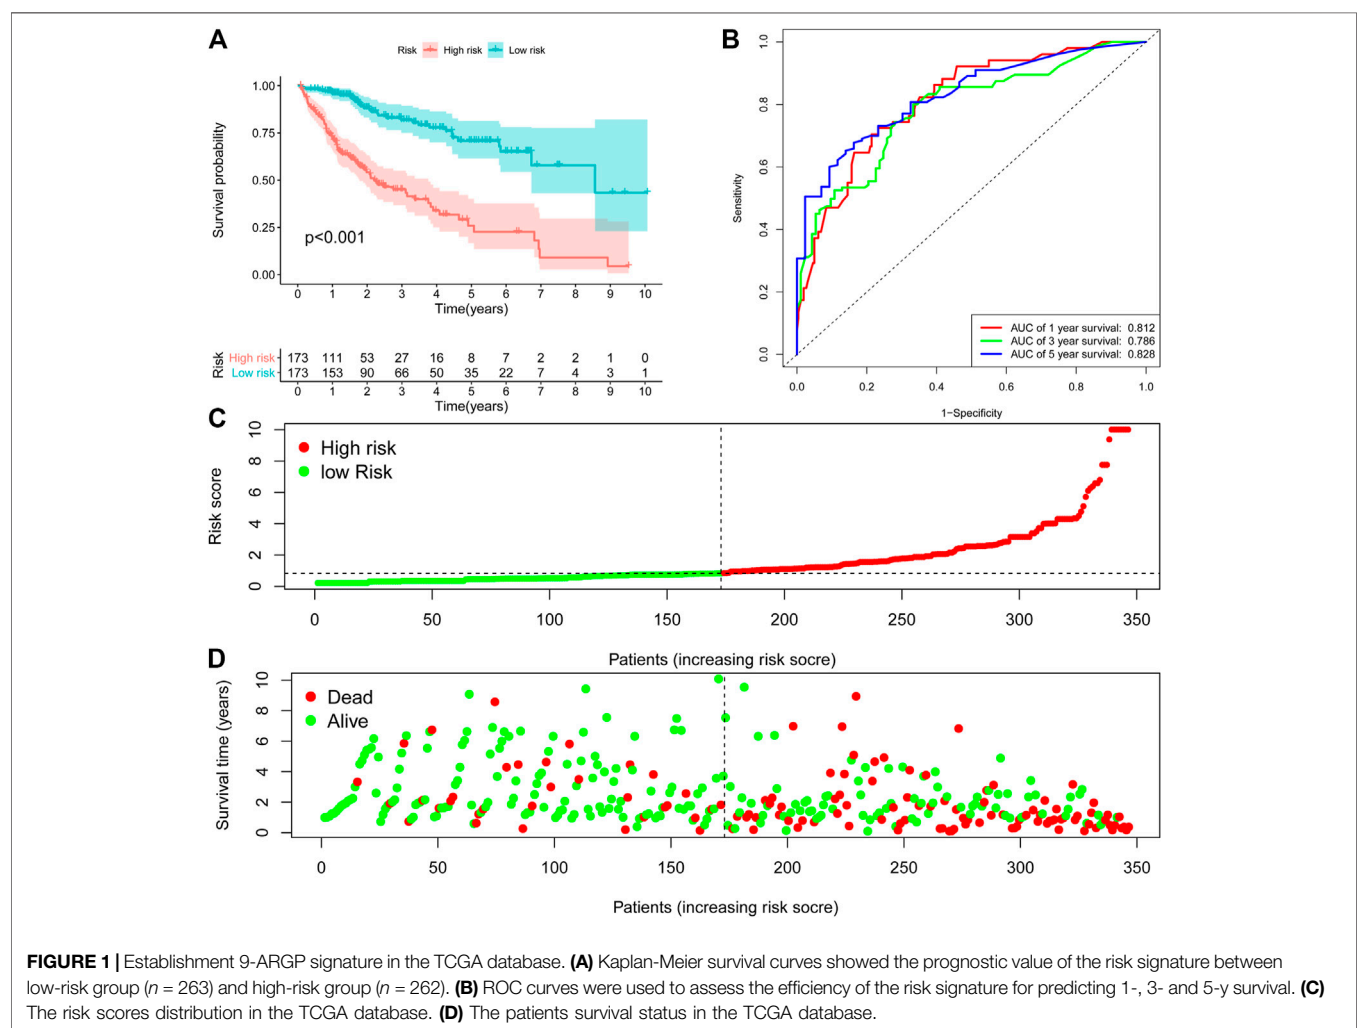 A
Risk High risk Low risk
Survival probability
1.00
0.75
0.50
0.25
0.00
p<0.001
0 1 2 3 4 5 6 7 8 9 10
Time(years)
Risk
High risk 173 111 53 27 16 8 7 2 2 1 0
Low risk 173 153 90 66 50 35 22 7 4 3 1
0 1 2 3 4 5 6 7 8 9 10
Time(years)
B
Sensitivity
1.0
0.8
0.6
0.4
0.2
0.0
AUC of 1 year survival: 0.812
AUC of 3 year survival: 0.786
AUC of 5 year survival: 0.828
0.0 0.2 0.4 0.6 0.8 1.0
1−Specificity
C
Risk score
10
8
6
4
2
0
High risk
low Risk
0 50 100 150 200 250 300 350
Patients (increasing risk socre)
D
Survival time (years)
10
8
6
4
2
0
Dead
Alive
0 50 100 150 200 250 300 350
Patients (increasing risk socre)
FIGURE 1 | Establishment 9-ARGP signature in the TCGA database. (A) Kaplan-Meier survival curves showed the prognostic value of the risk signature between
low-risk group (n = 263) and high-risk group (n = 262). (B) ROC curves were used to assess the efficiency of the risk signature for predicting 1-, 3- and 5-y survival. (C)
The risk scores distribution in the TCGA database. (D) The patients survival status in the TCGA database.